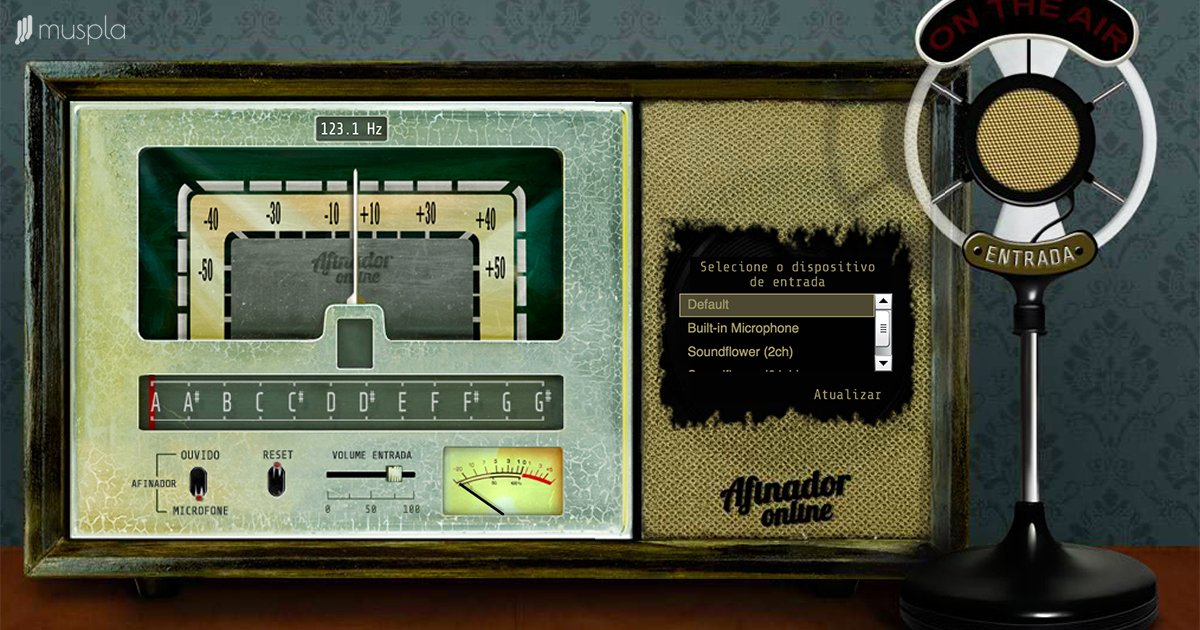 muspla
ON THE AIR
123.1 Hz
-40 -30 -10 +10 +30 +40
-50 +50
Afinador
online
A A# B C C# D D# E F F# G G#
OUVIDO
AFINADOR
MICROFONE
RESET
VOLUME ENTRADA
0 50 100
Selecione o dispositivo
de entrada
Default
Built-in Microphone
Soundflower (2ch)
Atualizar
ENTRADA
Afinador
online